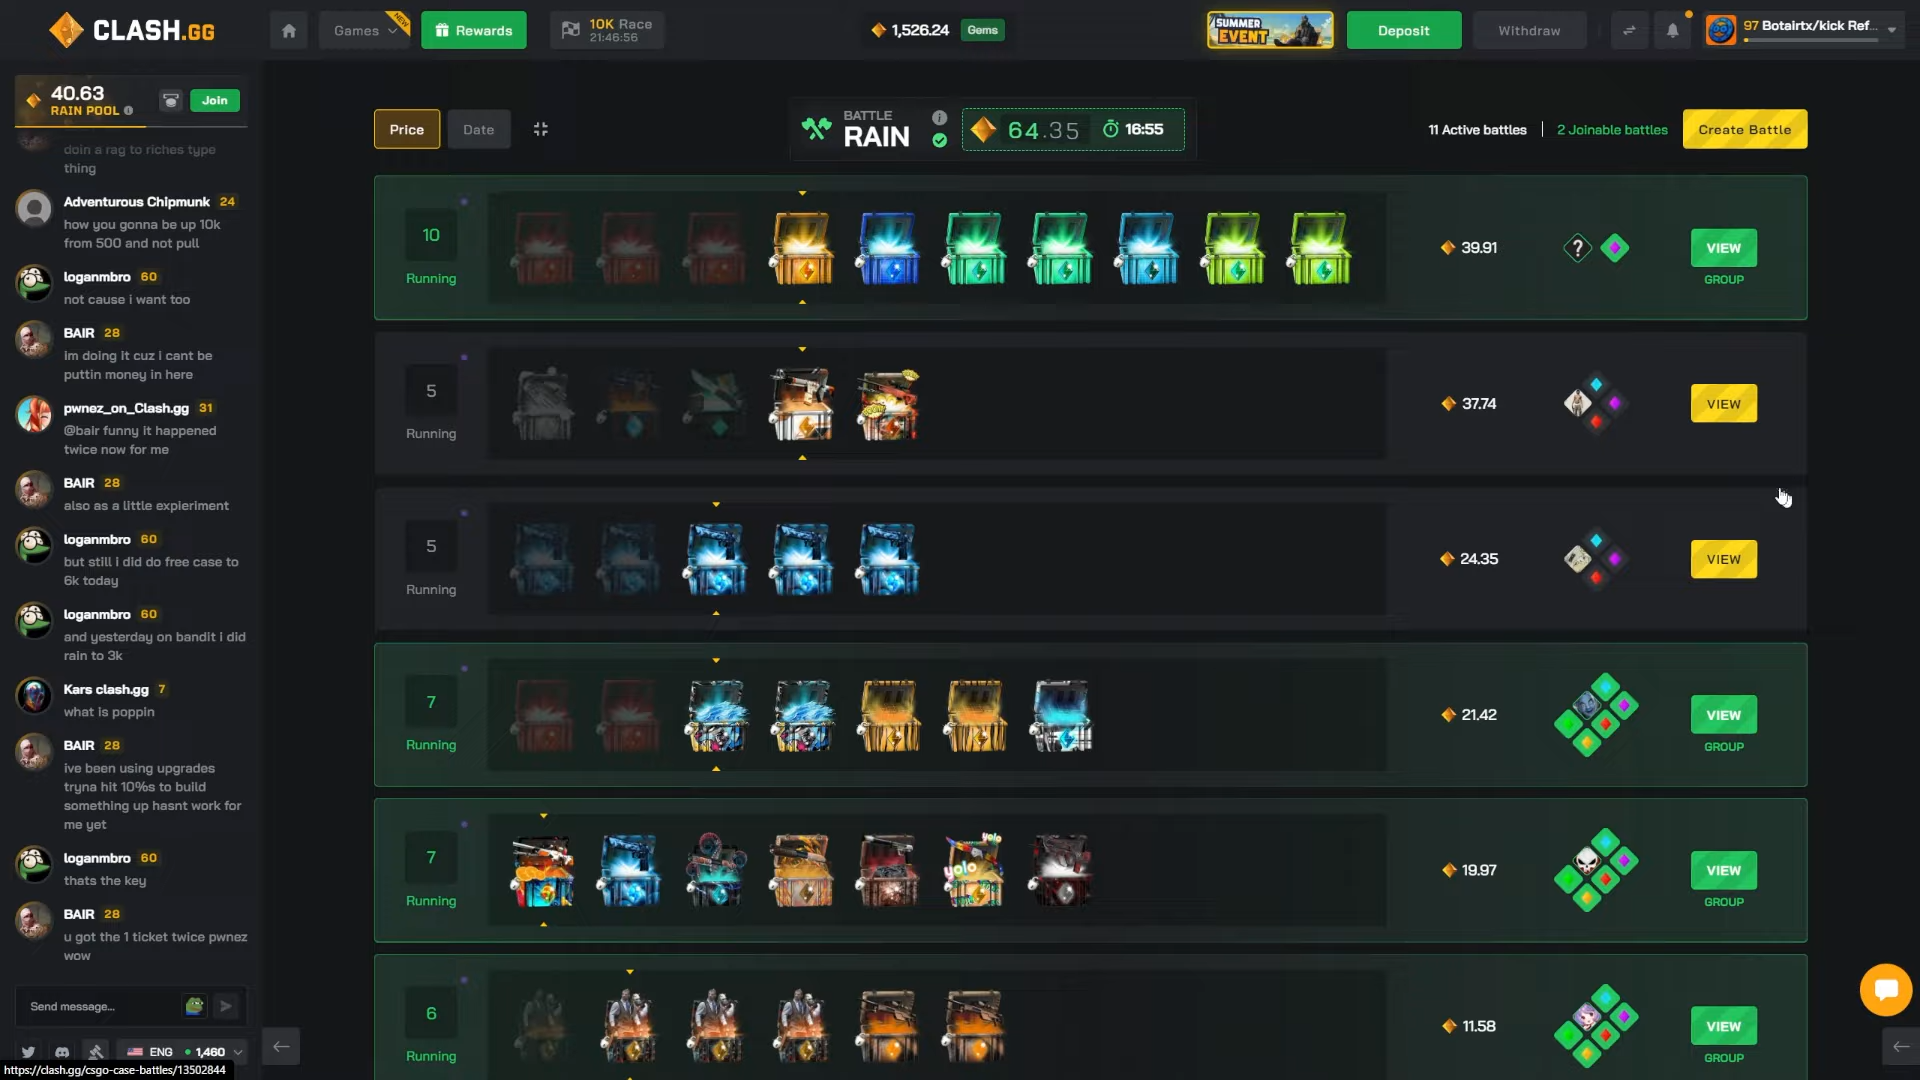 CLASH.GG
Games
NEW
Rewards
10K Race
21:46:56
1,526.24
Gems
SUMMER
EVENT
Deposit
Withdraw
97 Botairtx/kick Ref...
40.63
RAIN POOL
Join
Price
Date
BATTLE
RAIN
64.35
16:55
11 Active battles
2 Joinable battles
Create Battle
doin a rag to riches type
thing
Adventurous Chipmunk 24
how you gonna be up 10k
from 500 and not pull
loganmbro 60
not cause i want too
BAIR 28
im doing it cuz i cant be
puttin money in here
pwnez_on_Clash.gg 31
@bair funny it happened
twice now for me
BAIR 28
also as a little expieriment
loganmbro 60
but still i did do free case to
6k today
loganmbro 60
and yesterday on bandit i did
rain to 3k
Kars clash.gg 7
what is poppin
BAIR 28
ive been using upgrades
tryna hit 10%s to build
something up hasnt work for
me yet
loganmbro 60
thats the key
BAIR 28
u got the 1 ticket twice pwnez
wow
Send message...
ENG
1,460
https://clash.gg/csgo-case-battles/13502844
10
Running
39.91
?
VIEW
GROUP
5
Running
37.74
VIEW
5
Running
24.35
VIEW
7
Running
21.42
VIEW
GROUP
7
Running
yolo
yolo
19.97
VIEW
GROUP
6
Running
11.58
VIEW
GROUP